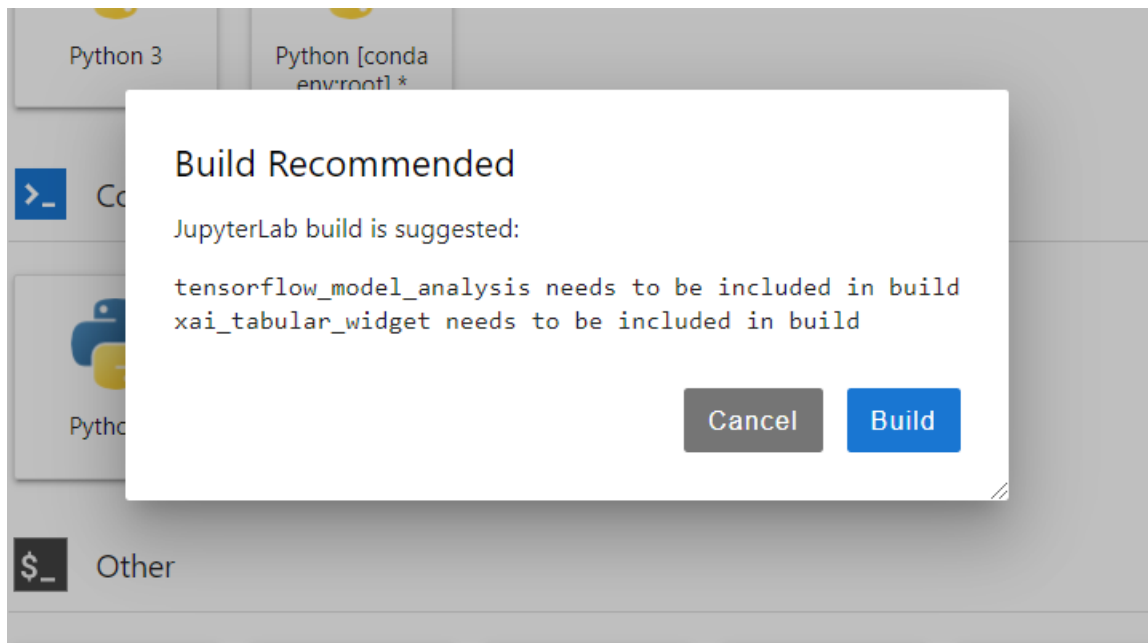 Python 3
Python [conda
env:root] *
Build Recommended
JupyterLab build is suggested:
tensorflow_model_analysis needs to be included in build
xai_tabular_widget needs to be included in build
Cancel
Build
$_ Other